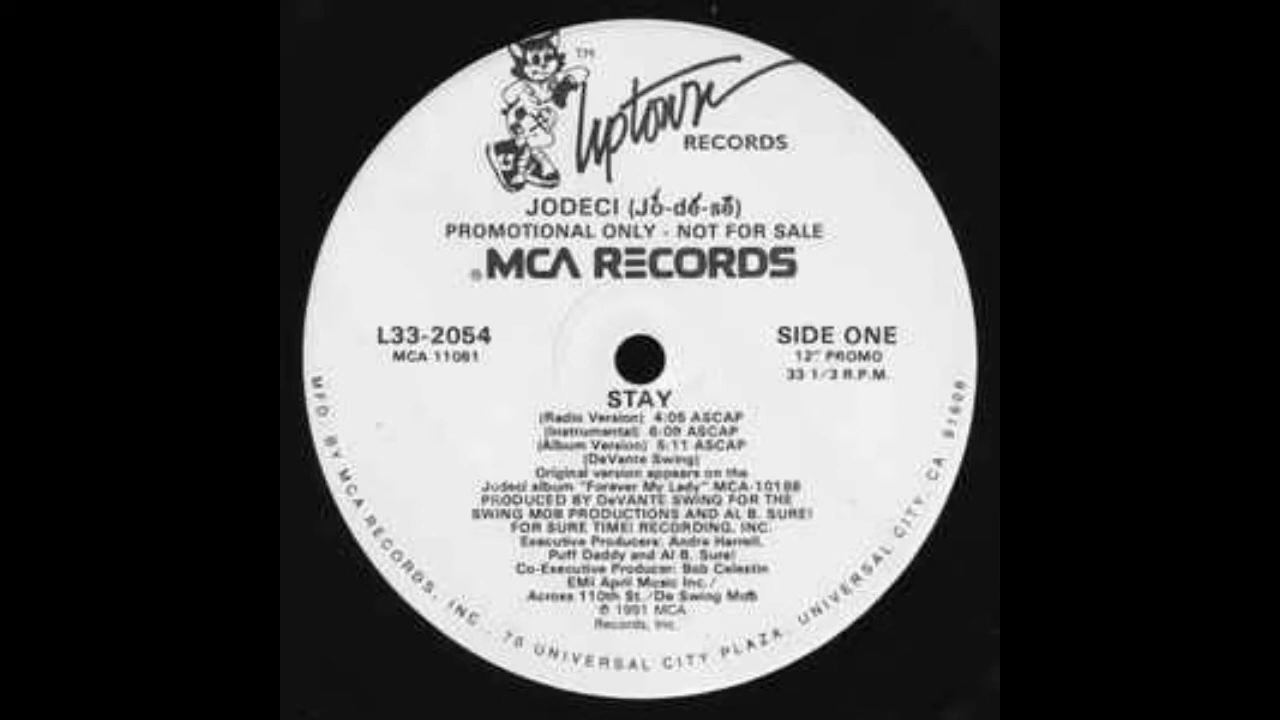 TM
Uptown
RECORDS
JODECI (Jó-dé-sē)
PROMOTIONAL ONLY - NOT FOR SALE
®MCA RECORDS
L33-2054
MCA 11081
SIDE ONE
12" PROMO
33 1/3 R.P.M.
STAY
(Radio Version) 4:05 ASCAP
(Instrumental) 6:09 ASCAP
(Album Version) 5:11 ASCAP
(DeVante Swing)
Original version appears on the
Jodeci album "Forever My Lady" MCA-10198
PRODUCED BY DeVANTE SWING FOR THE
SWING MOB PRODUCTIONS AND AL B. SURE!
FOR SURE TIME! RECORDING, INC.
Executive Producers: Andre Harrell,
Puff Daddy and Al B. Sure!
Co-Executive Producer: Bob Celestin
EMI April Music Inc./
Across 110th St./De Swing Mob
℗ 1991 MCA
Records, Inc.
MFD. BY MCA RECORDS, INC. - 70 UNIVERSAL CITY PLAZA, UNIVERSAL CITY, CA. 91608